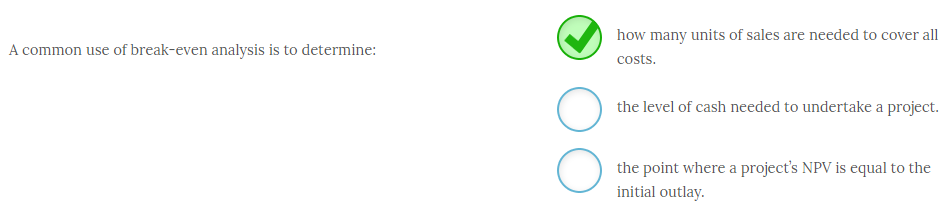 A common use of break-even analysis is to determine:
how many units of sales are needed to cover all
costs.
the level of cash needed to undertake a project.
the point where a project's NPV is equal to the
initial outlay.